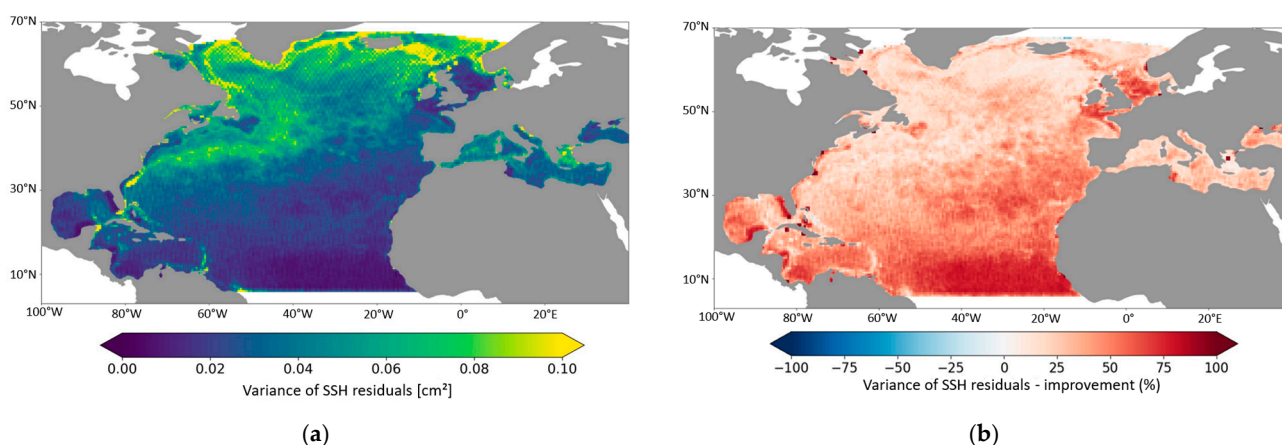 70°N
50°N
30°N
10°N
100°W 80°W 60°W 40°W 20°W 0° 20°E
0.00 0.02 0.04 0.06 0.08 0.10
Variance of SSH residuals [cm²]
(a)
70°N
50°N
30°N
10°N
100°W 80°W 60°W 40°W 20°W 0° 20°E
−100 −75 −50 −25 0 25 50 75 100
Variance of SSH residuals - improvement (%)
(b)